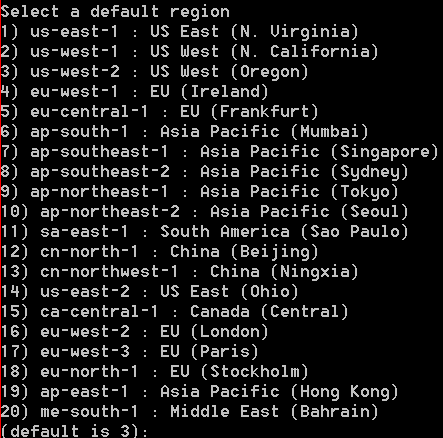 Select a default region
1) us-east-1 : US East (N. Virginia)
2) us-west-1 : US West (N. California)
3) us-west-2 : US West (Oregon)
4) eu-west-1 : EU (Ireland)
5) eu-central-1 : EU (Frankfurt)
6) ap-south-1 : Asia Pacific (Mumbai)
7) ap-southeast-1 : Asia Pacific (Singapore)
8) ap-southeast-2 : Asia Pacific (Sydney)
9) ap-northeast-1 : Asia Pacific (Tokyo)
10) ap-northeast-2 : Asia Pacific (Seoul)
11) sa-east-1 : South America (Sao Paulo)
12) cn-north-1 : China (Beijing)
13) cn-northwest-1 : China (Ningxia)
14) us-east-2 : US East (Ohio)
15) ca-central-1 : Canada (Central)
16) eu-west-2 : EU (London)
17) eu-west-3 : EU (Paris)
18) eu-north-1 : EU (Stockholm)
19) ap-east-1 : Asia Pacific (Hong Kong)
20) me-south-1 : Middle East (Bahrain)
(default is 3):